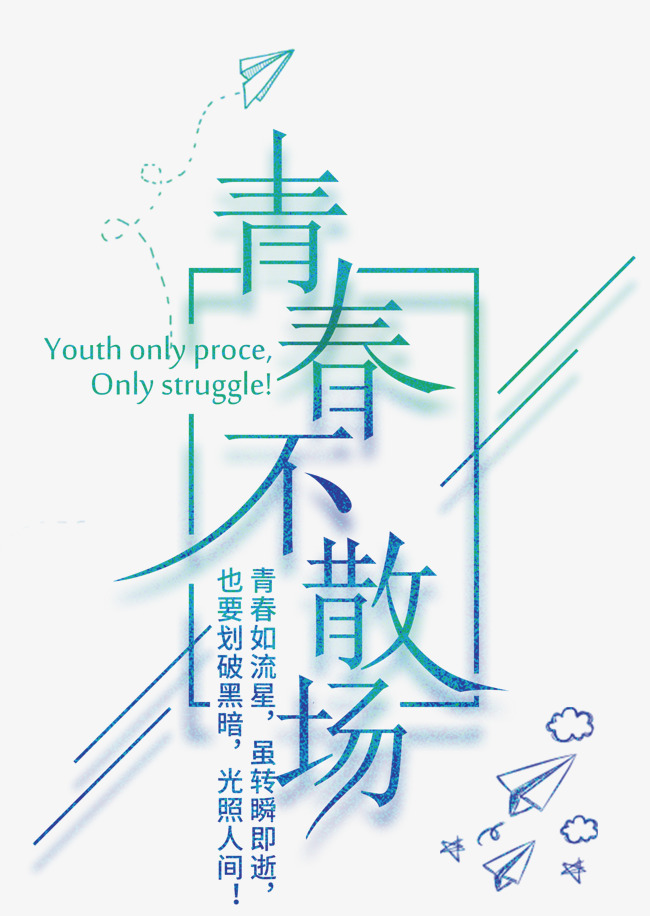 青春不散场
Youth only proce,
Only struggle!
青春如流星，虽转瞬即逝，
也要划破黑暗，光照人间！